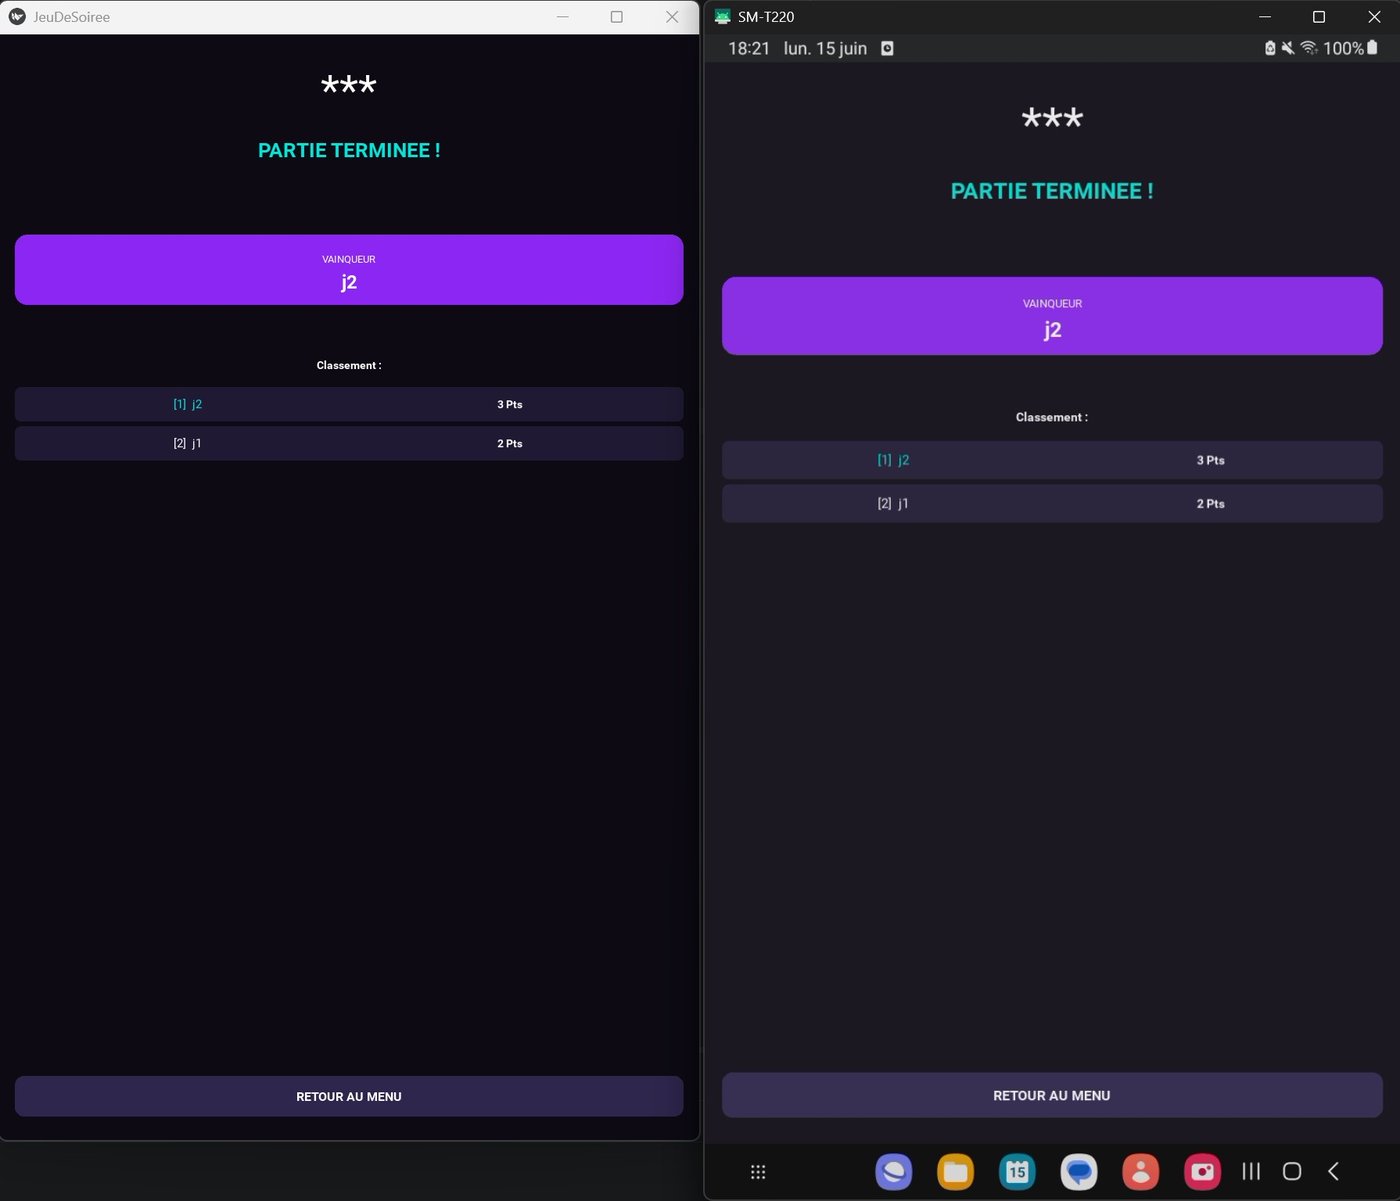 JeuDeSoiree
***
PARTIE TERMINEE !
VAINQUEUR
j2
Classement :
[1] j2
3 Pts
[2] j1
2 Pts
RETOUR AU MENU
SM-T220
18:21 lun. 15 juin
100%
***
PARTIE TERMINEE !
VAINQUEUR
j2
Classement :
[1] j2
3 Pts
[2] j1
2 Pts
RETOUR AU MENU
15